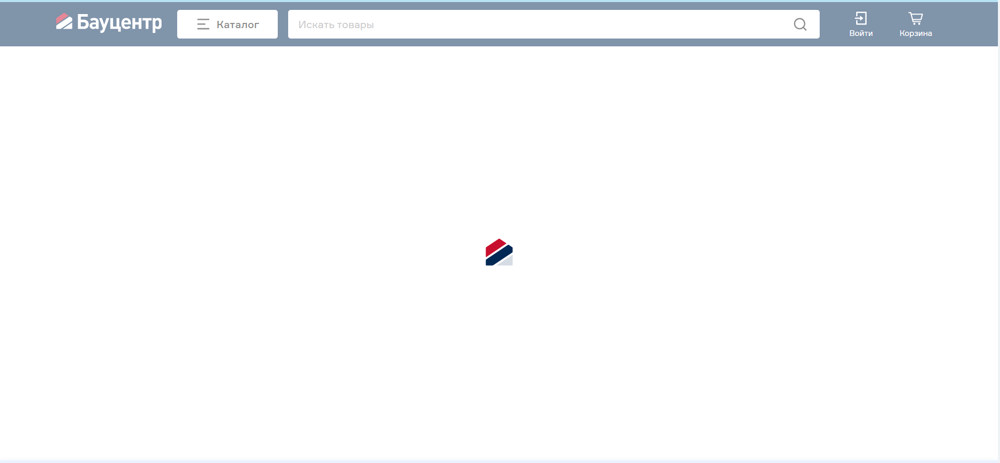 Бауцентр
Каталог
Искать товары
Войти
Корзина